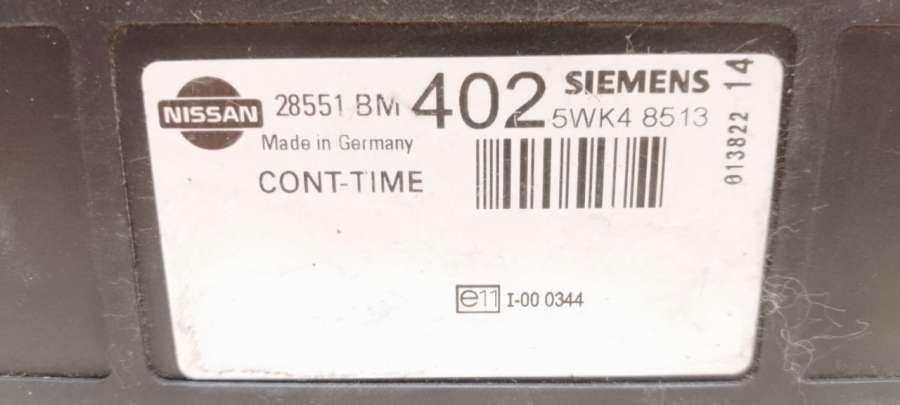 NISSAN
28551 BM 402
SIEMENS
5WK4 8513
Made in Germany
CONT-TIME
013822 14
e11 I-00 0344